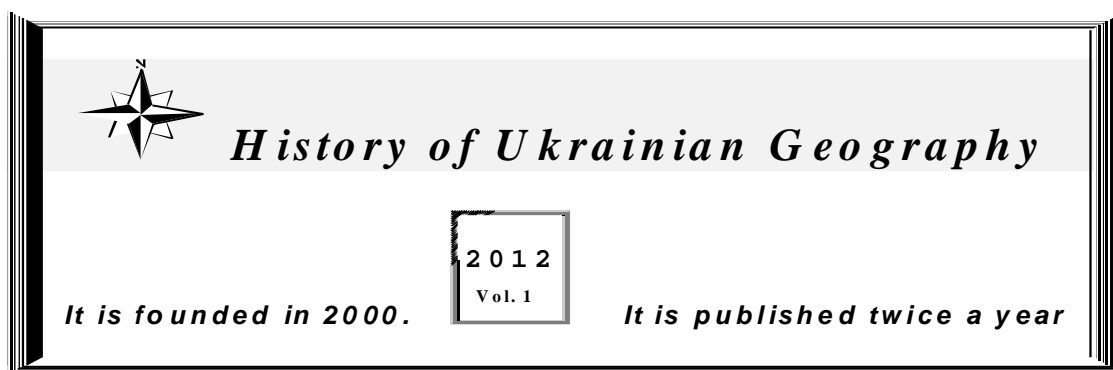 N
History of Ukrainian Geography
2012
Vol. 1
It is founded in 2000.
It is published twice a year